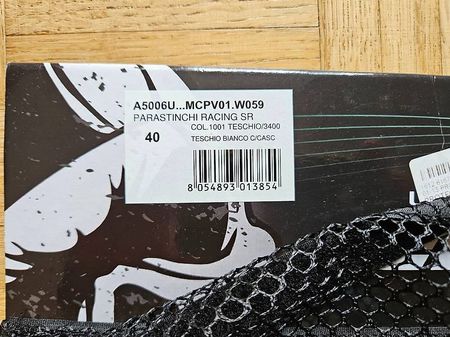 A5006U...MCPV01.W059
PARASTINCHI RACING SR
40
COL.1001 TESCHIO/3400
TESCHIO BIANCO C/CASC
8 054893 013854